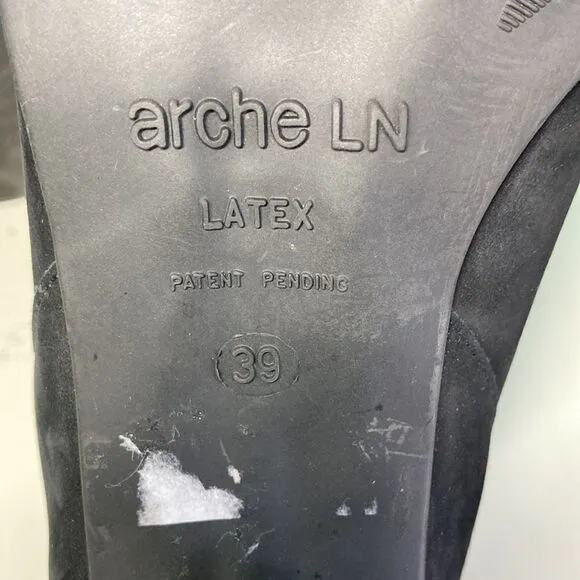 arche LN
LATEX
PATENT PENDING
39